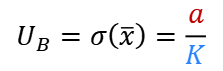 U_B = σ(x̄) = a/K